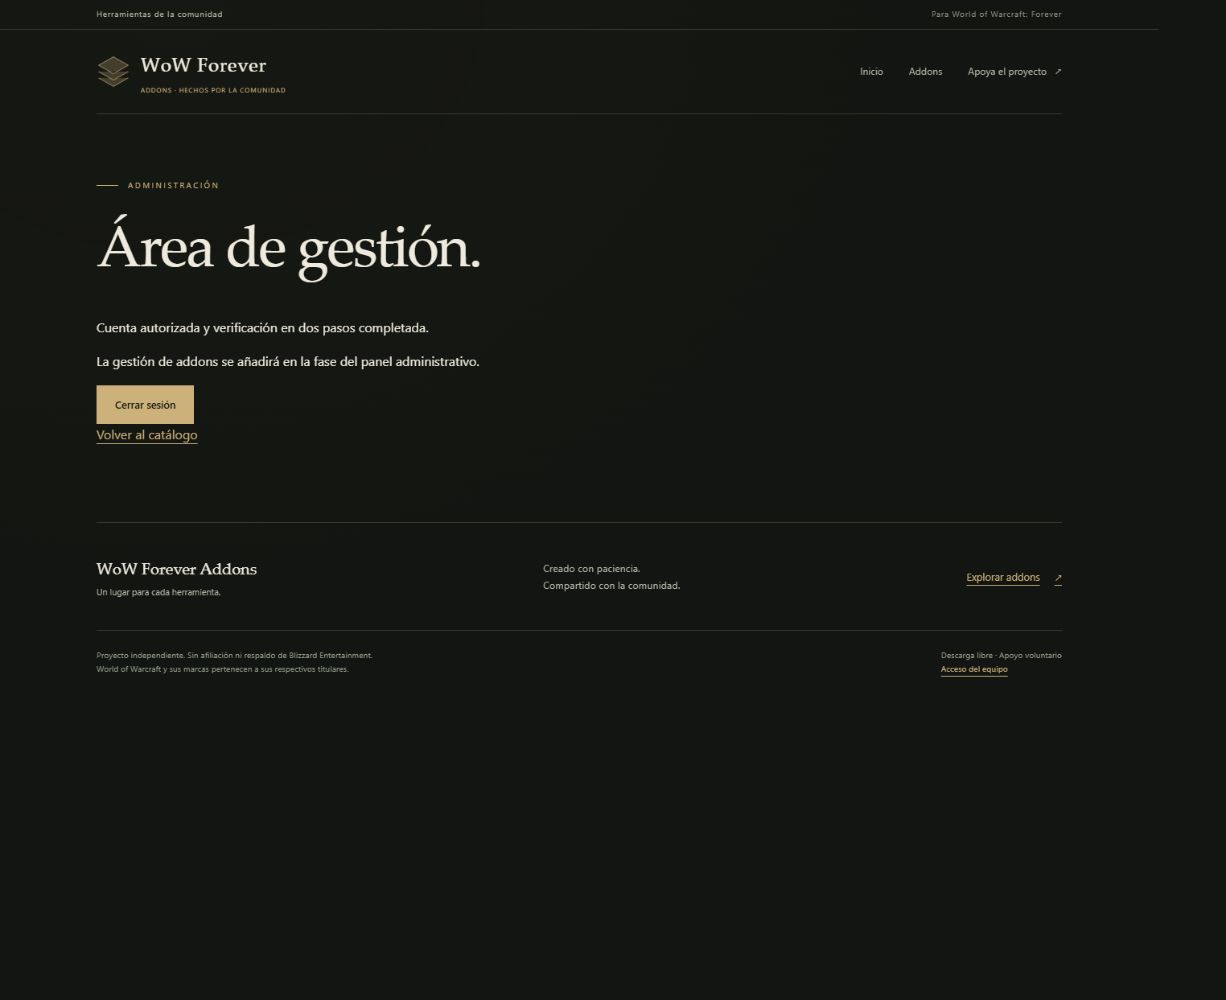 Herramientas de la comunidad
Para World of Warcraft: Forever
WoW Forever
ADDONS · HECHOS POR LA COMUNIDAD
Inicio
Addons
Apoya el proyecto ↗
ADMINISTRACIÓN
Área de gestión.
Cuenta autorizada y verificación en dos pasos completada.
La gestión de addons se añadirá en la fase del panel administrativo.
Cerrar sesión
Volver al catálogo
WoW Forever Addons
Un lugar para cada herramienta.
Creado con paciencia.
Compartido con la comunidad.
Explorar addons ↗
Proyecto independiente. Sin afiliación ni respaldo de Blizzard Entertainment.
World of Warcraft y sus marcas pertenecen a sus respectivos titulares.
Descarga libre · Apoyo voluntario
Acceso del equipo